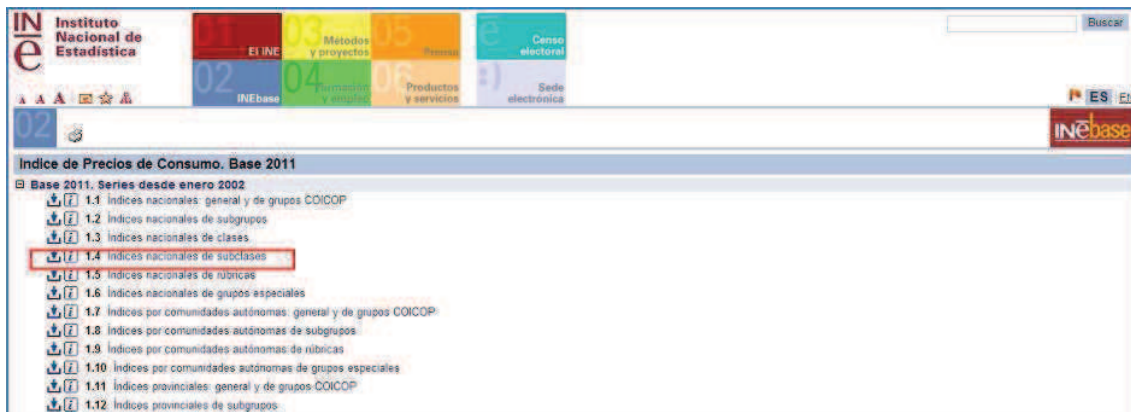 INe Instituto Nacional de Estadística
01 El INE
03 Métodos y proyectos
05 Prensa
Censo electoral
Buscar
02 INEbase
04 Formación y empleo
06 Productos y servicios
:) Sede electrónica
A A A
ES
02
INēbase
Indice de Precios de Consumo. Base 2011
Base 2011. Series desde enero 2002
1.1 Índices nacionales: general y de grupos COICOP
1.2 Índices nacionales de subgrupos
1.3 Índices nacionales de clases
1.4 Índices nacionales de subclases
1.5 Índices nacionales de rúbricas
1.6 Índices nacionales de grupos especiales
1.7 Índices por comunidades autónomas: general y de grupos COICOP
1.8 Índices por comunidades autónomas de subgrupos
1.9 Índices por comunidades autónomas de rúbricas
1.10 Índices por comunidades autónomas de grupos especiales
1.11 Índices provinciales: general y de grupos COICOP
1.12 Índices provinciales de subgrupos